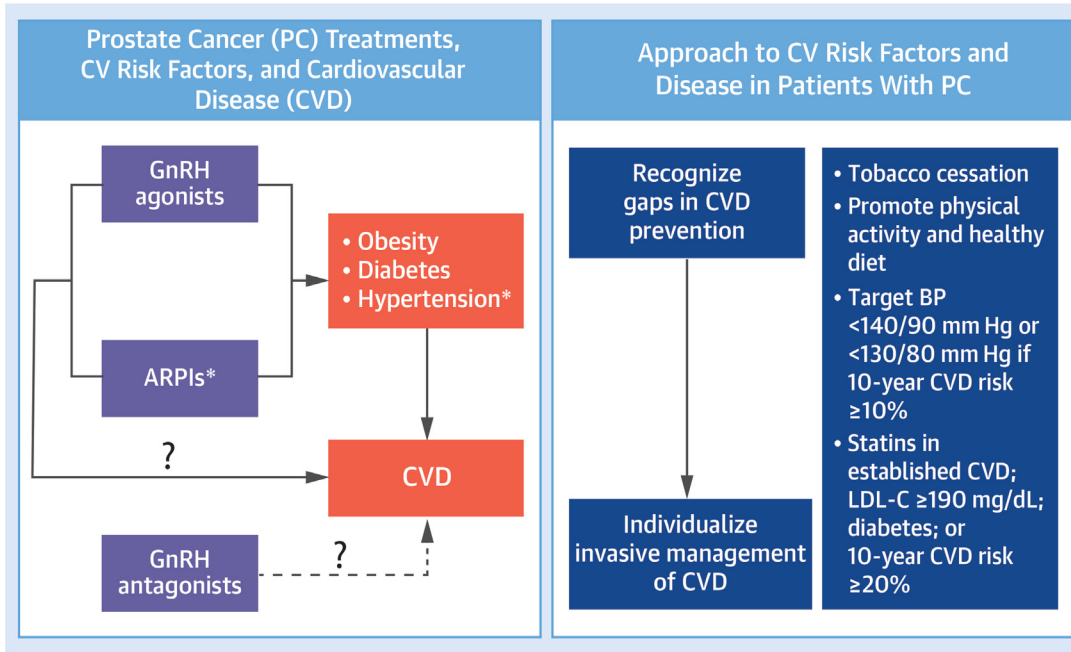 Prostate Cancer (PC) Treatments,
CV Risk Factors, and Cardiovascular
Disease (CVD)
GnRH
agonists
• Obesity
• Diabetes
• Hypertension*
ARPIs*
?
CVD
GnRH
antagonists
?
Approach to CV Risk Factors and
Disease in Patients With PC
Recognize
gaps in CVD
prevention
Individualize
invasive management
of CVD
• Tobacco cessation
• Promote physical
activity and healthy
diet
• Target BP
<140/90 mm Hg or
<130/80 mm Hg if
10-year CVD risk
≥10%
• Statins in
established CVD;
LDL-C ≥190 mg/dL;
diabetes; or
10-year CVD risk
≥20%